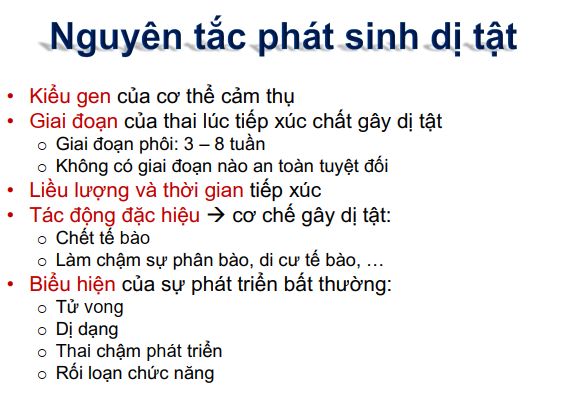 Nguyên tắc phát sinh dị tật
• Kiểu gen của cơ thể cảm thụ
• Giai đoạn của thai lúc tiếp xúc chất gây dị tật
o Giai đoạn phôi: 3 – 8 tuần
o Không có giai đoạn nào an toàn tuyệt đối
• Liều lượng và thời gian tiếp xúc
• Tác động đặc hiệu → cơ chế gây dị tật:
o Chết tế bào
o Làm chậm sự phân bào, di cư tế bào, …
• Biểu hiện của sự phát triển bất thường:
o Tử vong
o Dị dạng
o Thai chậm phát triển
o Rối loạn chức năng